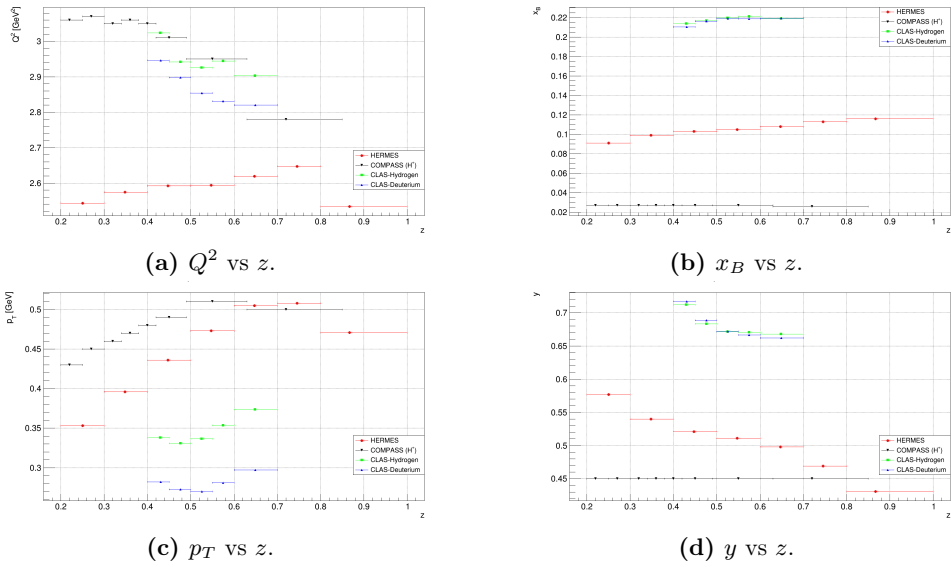 Q² [GeV²]
3
2.9
2.8
2.7
2.6
HERMES
COMPASS (H⁺)
CLAS-Hydrogen
CLAS-Deuterium
0.2 0.3 0.4 0.5 0.6 0.7 0.8 0.9 1
z
(a) Q² vs z.
x_B
0.22
0.2
0.18
0.16
0.14
0.12
0.1
0.08
0.06
0.04
0.02
HERMES
COMPASS (H⁺)
CLAS-Hydrogen
CLAS-Deuterium
0.2 0.3 0.4 0.5 0.6 0.7 0.8 0.9 1
z
(b) x_B vs z.
p_T [GeV]
0.5
0.45
0.4
0.35
0.3
HERMES
COMPASS (H⁺)
CLAS-Hydrogen
CLAS-Deuterium
0.2 0.3 0.4 0.5 0.6 0.7 0.8 0.9 1
z
(c) p_T vs z.
y
0.7
0.65
0.6
0.55
0.5
0.45
HERMES
COMPASS (H⁺)
CLAS-Hydrogen
CLAS-Deuterium
0.2 0.3 0.4 0.5 0.6 0.7 0.8 0.9 1
z
(d) y vs z.